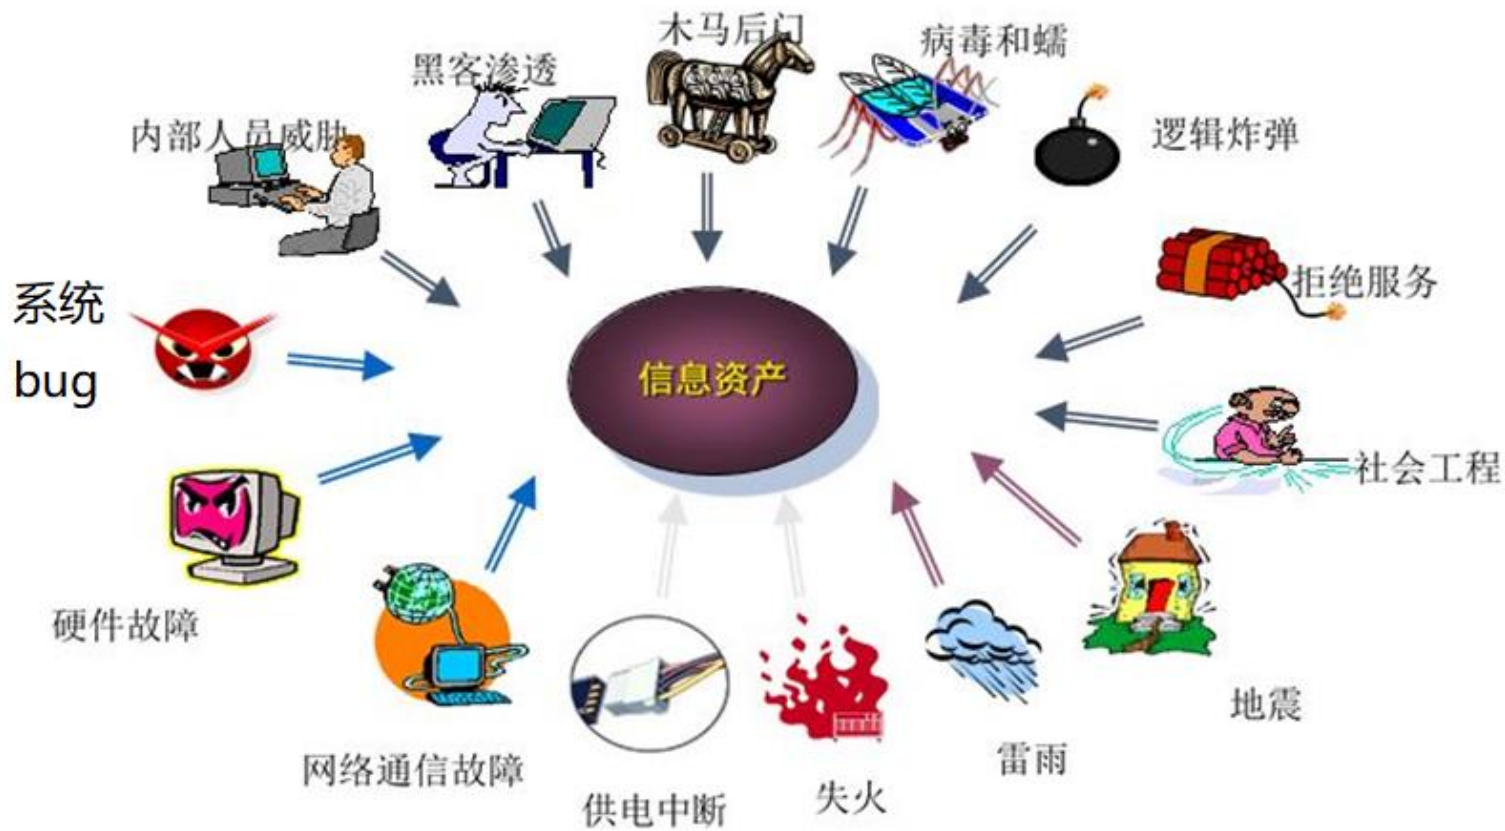 木马后门
病毒和蠕
黑客渗透
内部人员威胁
逻辑炸弹
拒绝服务
系统
bug
信息资产
社会工程
硬件故障
地震
网络通信故障
雷雨
供电中断
失火